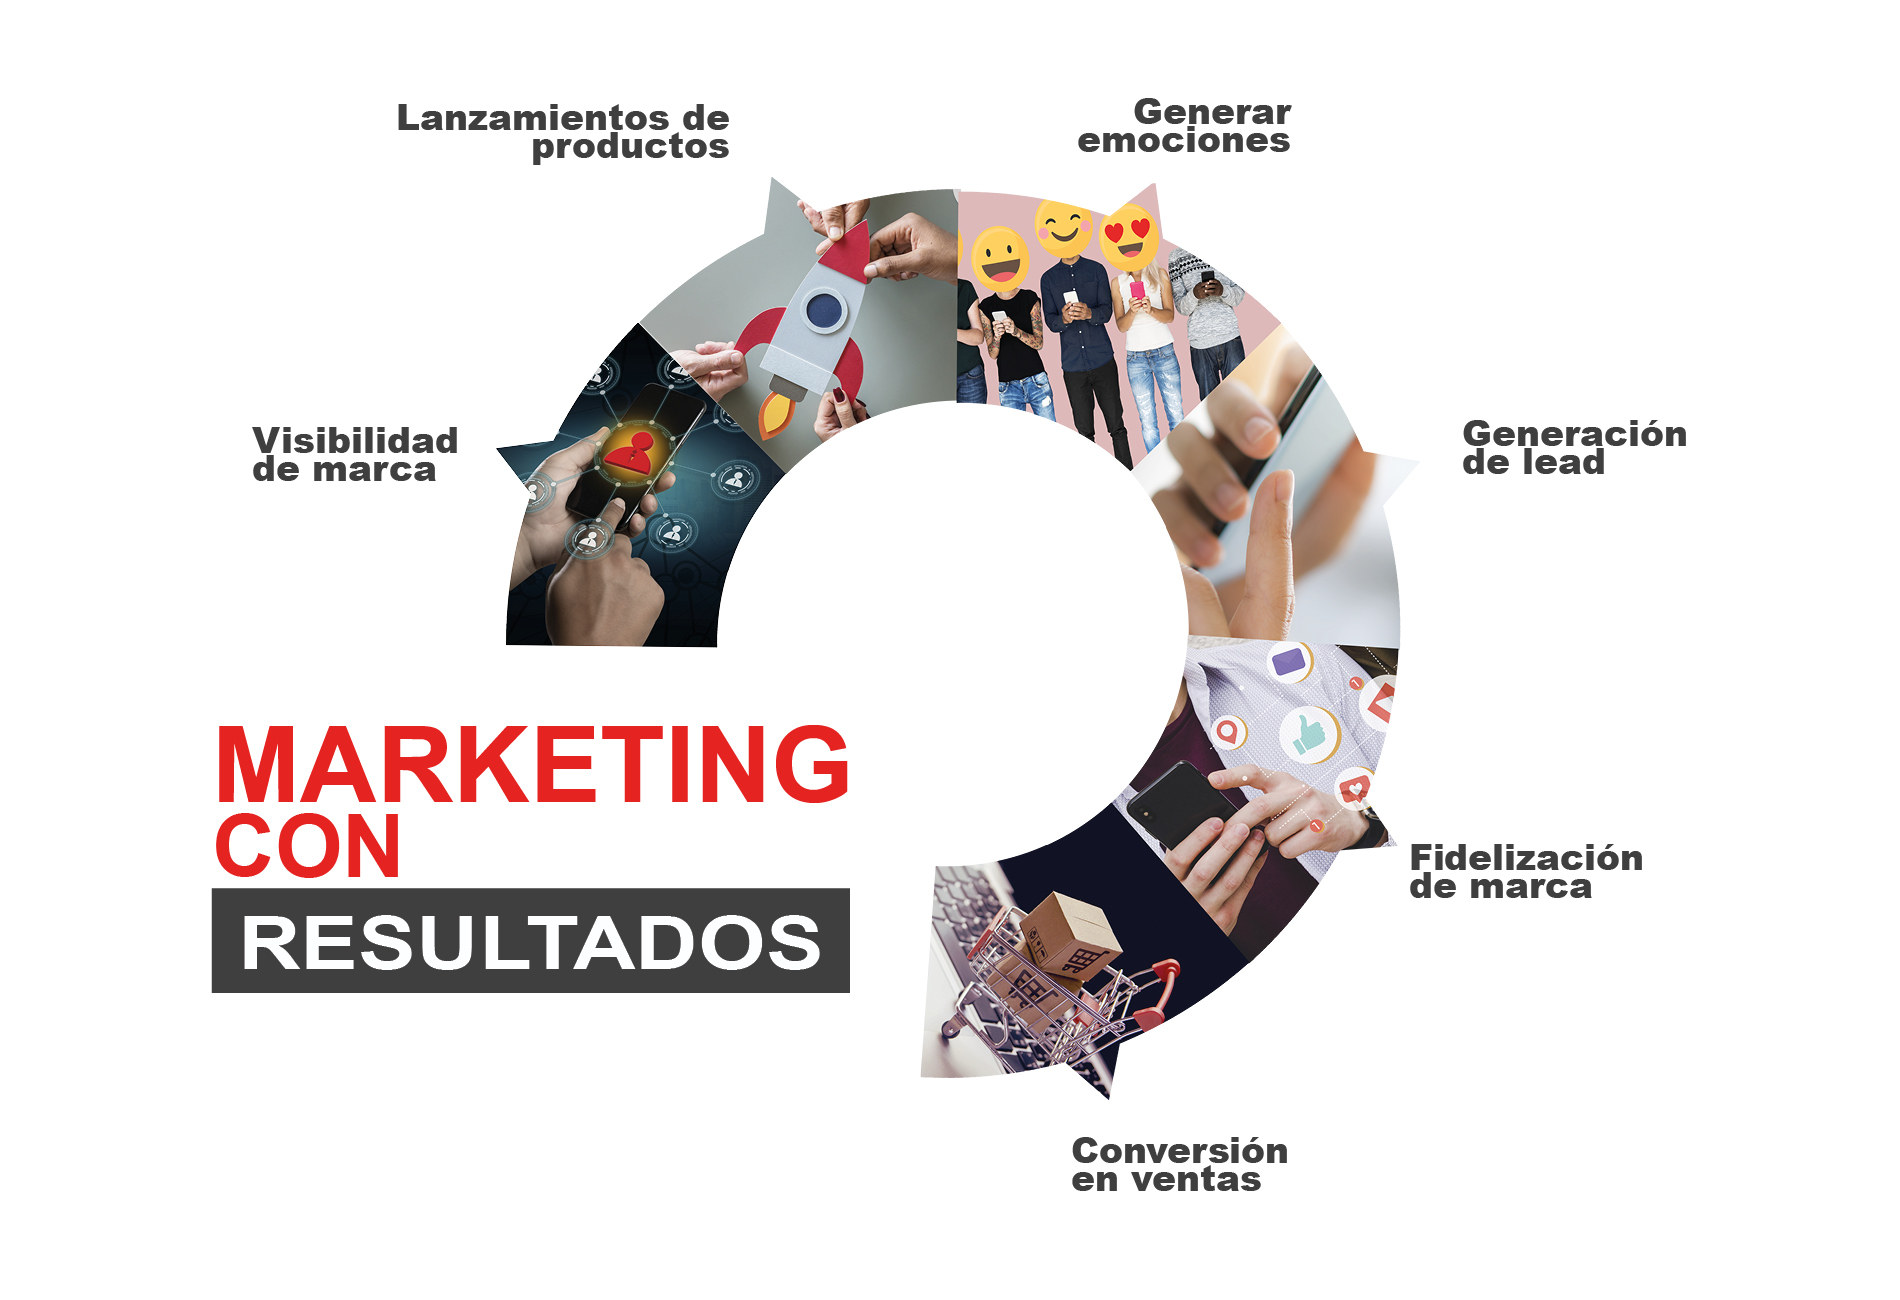 Lanzamientos de
productos
Generar
emociones
Visibilidad
de marca
Generación
de lead
MARKETING
CON
RESULTADOS
Fidelización
de marca
Conversión
en ventas